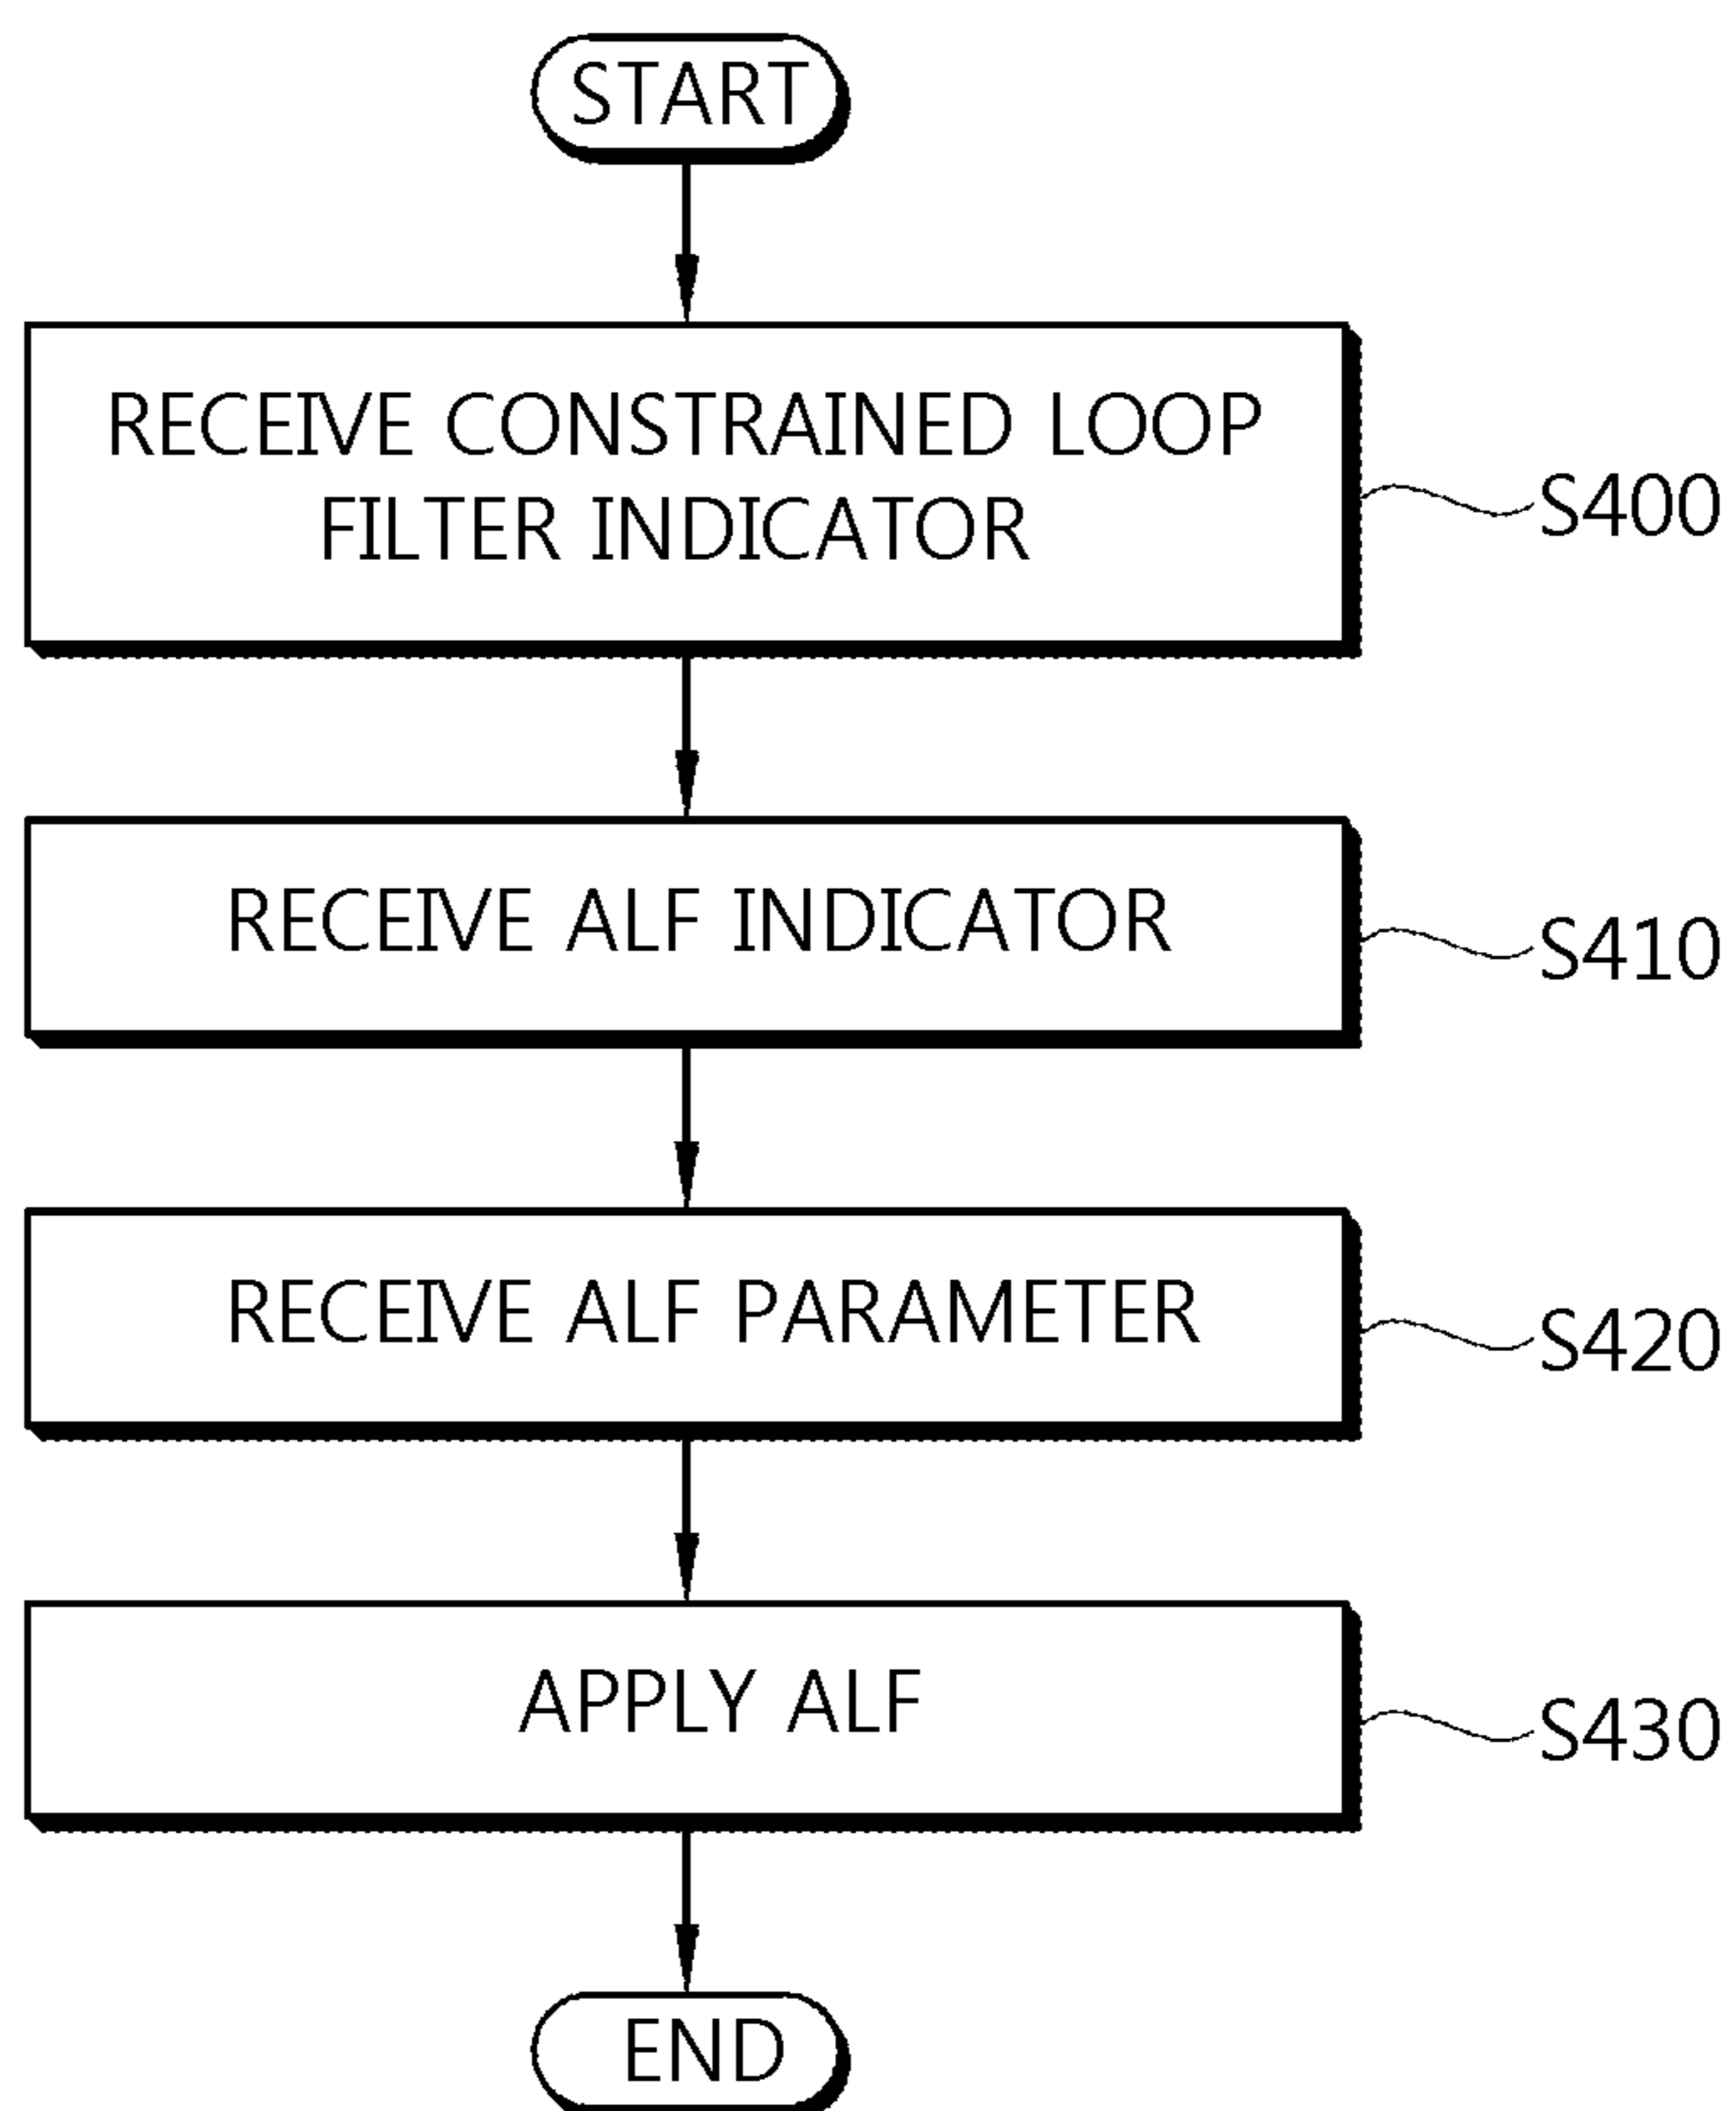 START
RECEIVE CONSTRAINED LOOP
FILTER INDICATOR
S400
RECEIVE ALF INDICATOR
S410
RECEIVE ALF PARAMETER
S420
APPLY ALF
S430
END